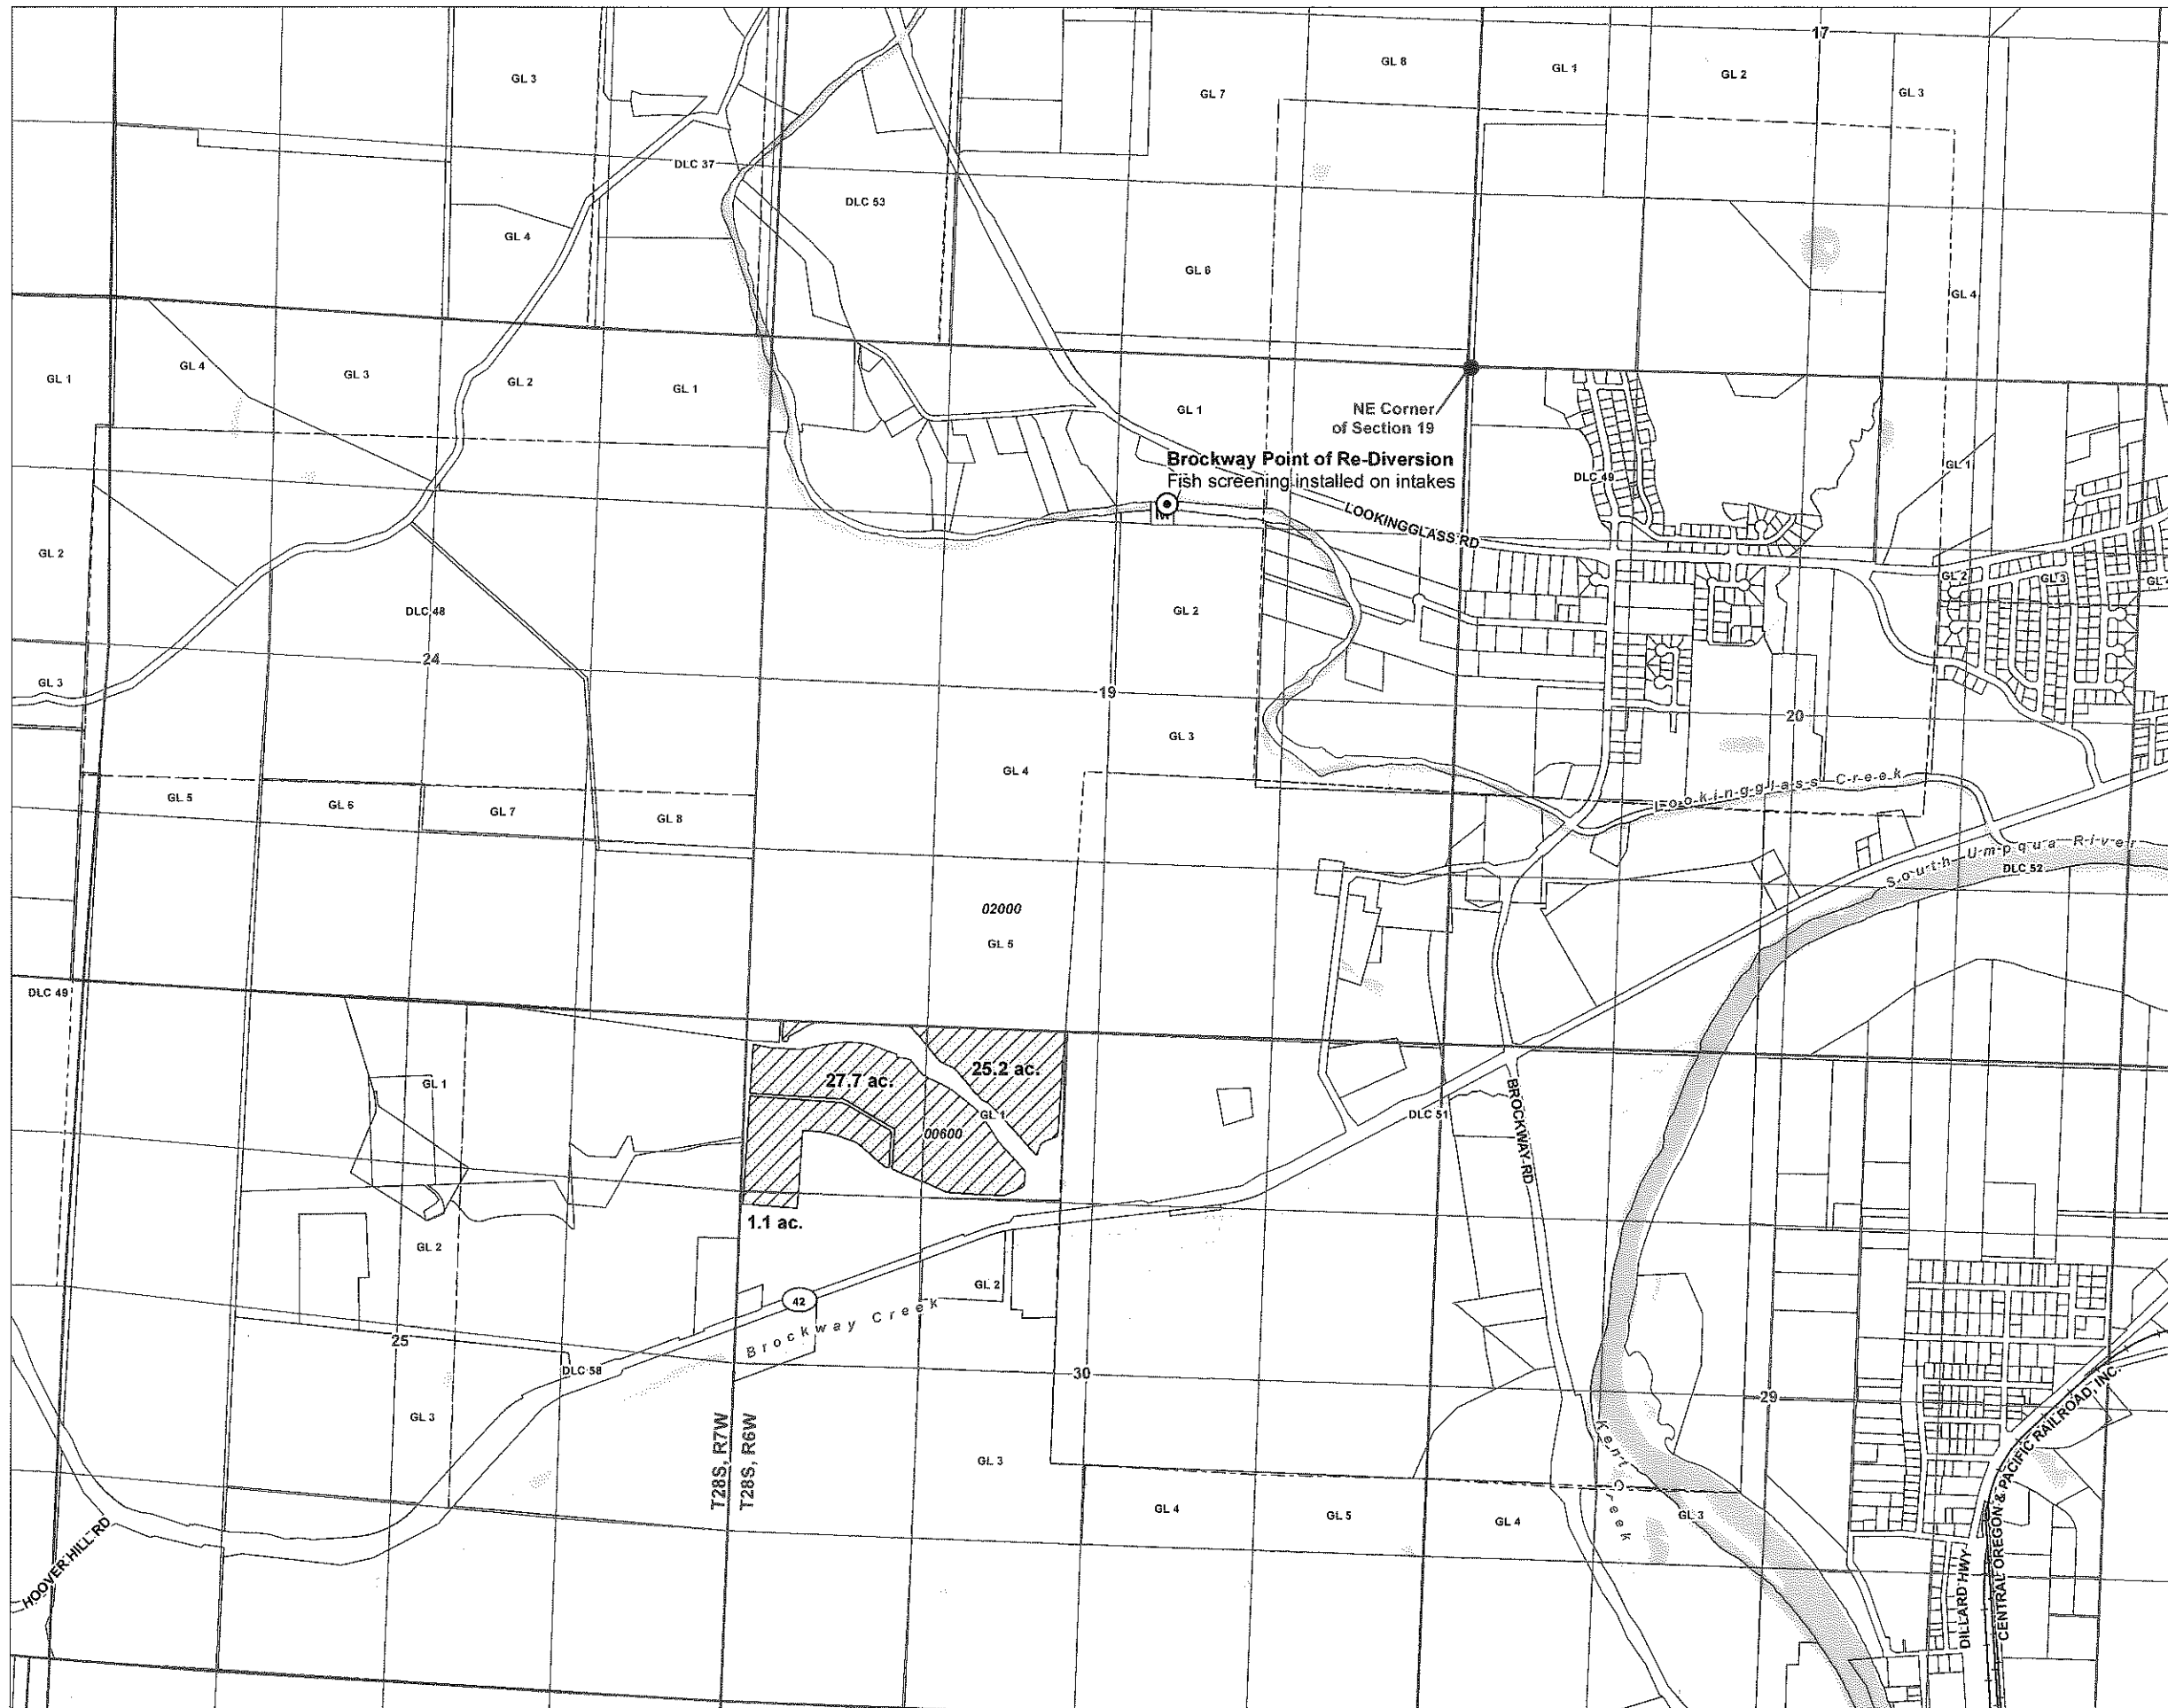 17
GL 8
GL 1
GL 2
GL 3
GL 3
GL 7
DLC 37
DLC 53
GL 4
GL 6
GL 4
GL 1
GL 4
GL 3
GL 2
GL 1
GL 1
NE Corner
of Section 19
Brockway Point of Re-Diversion
Fish screening installed on intakes
DLC 49
GL 1
LOOKINGGLASS RD
GL 2
GL 2
GL 3
DLC 48
GL 2
24
GL 3
19
20
GL 3
GL 4
Lookingglass Creek
GL 5
GL 6
GL 7
GL 8
South Umpqua River
DLC 52
02000
GL 5
DLC 49
27.7 ac.
25.2 ac.
GL 1
GL 1
00600
DLC 51
BROCKWAY RD
1.1 ac.
GL 2
GL 2
42
Brockway Creek
25
DLC 58
30
29
GL 3
T28S, R7W
T28S, R6W
GL 3
Kent Creek
GL 4
GL 5
GL 4
GL 3
HOOVER HILL RD
DILLARD HWY
CENTRAL OREGON & PACIFIC RAILROAD, INC.